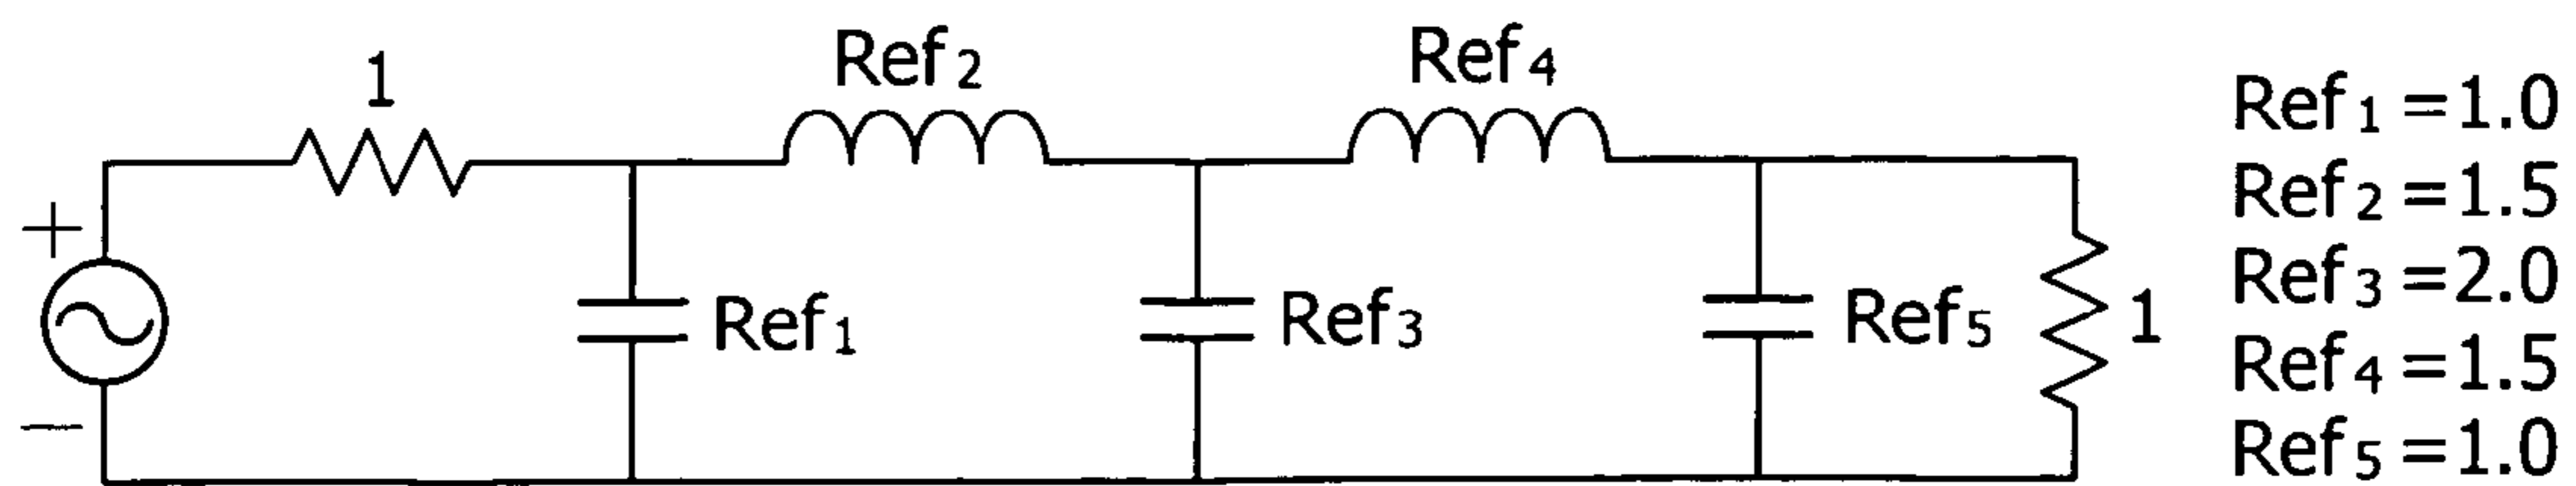 1
Ref2
Ref4
+
−
Ref1
Ref3
Ref5
1
Ref1 =1.0
Ref2 =1.5
Ref3 =2.0
Ref4 =1.5
Ref5 =1.0